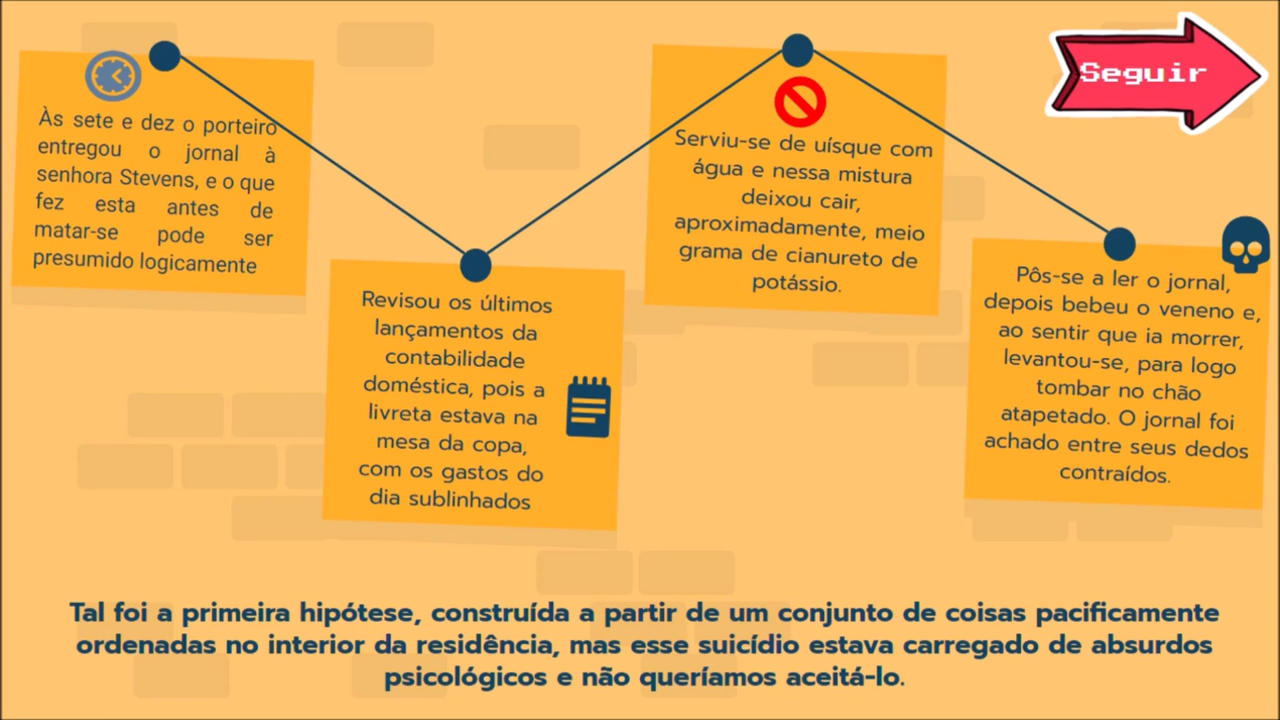 Às sete e dez o porteiro
entregou o jornal à
senhora Stevens, e o que
fez esta antes de
matar-se pode ser
presumido logicamente
Revisou os últimos
lançamentos da
contabilidade
doméstica, pois a
livreta estava na
mesa da copa,
com os gastos do
dia sublinhados
Serviu-se de uísque com
água e nessa mistura
deixou cair,
aproximadamente, meio
grama de cianureto de
potássio.
Seguir
Pôs-se a ler o jornal,
depois bebeu o veneno e,
ao sentir que ia morrer,
levantou-se, para logo
tombar no chão
atapetado. O jornal foi
achado entre seus dedos
contraídos.
Tal foi a primeira hipótese, construída a partir de um conjunto de coisas pacificamente
ordenadas no interior da residência, mas esse suicídio estava carregado de absurdos
psicológicos e não queríamos aceitá-lo.